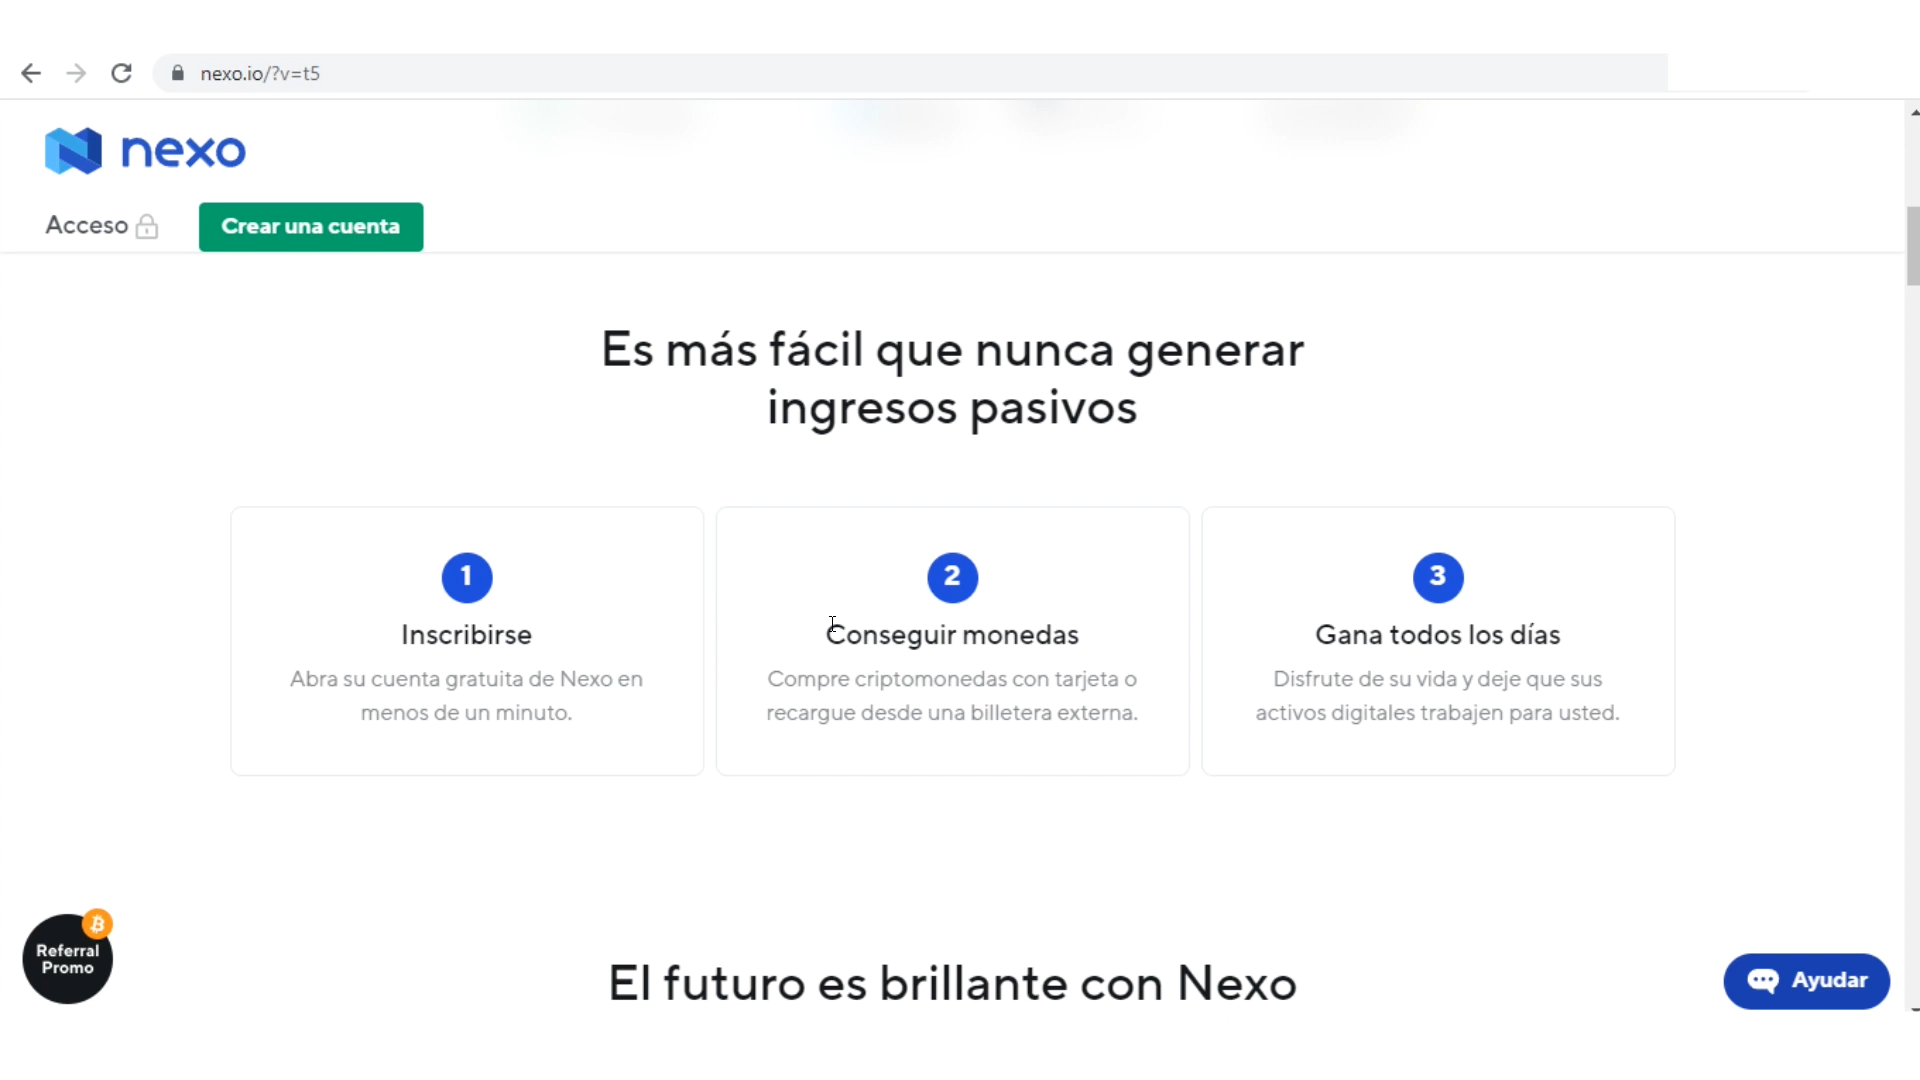 nexo.io/?v=t5
nexo
Acceso
Crear una cuenta
Es más fácil que nunca generar
ingresos pasivos
1
Inscribirse
Abra su cuenta gratuita de Nexo en
menos de un minuto.
2
Conseguir monedas
Compre criptomonedas con tarjeta o
recargue desde una billetera externa.
3
Gana todos los días
Disfrute de su vida y deje que sus
activos digitales trabajen para usted.
Referral
Promo
El futuro es brillante con Nexo
Ayudar